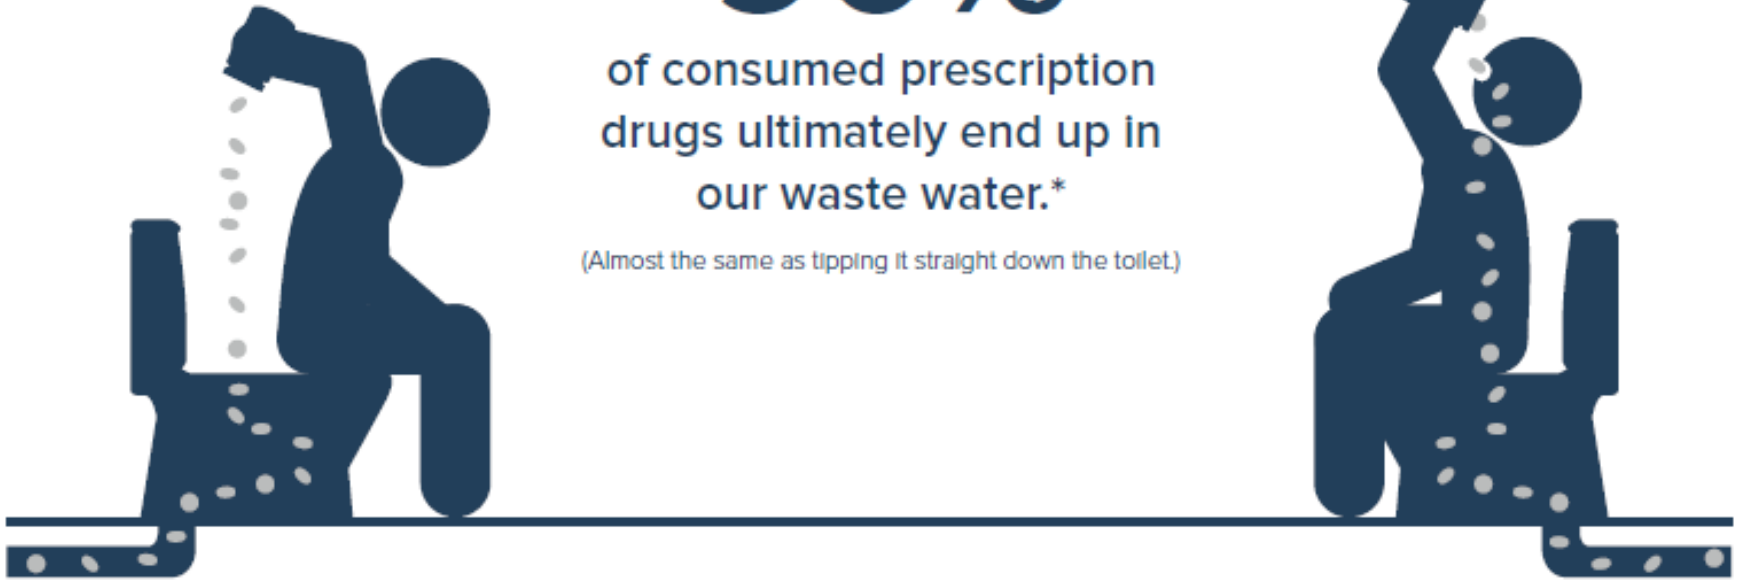 of consumed prescription
drugs ultimately end up in
our waste water.*
(Almost the same as tipping it straight down the toilet.)